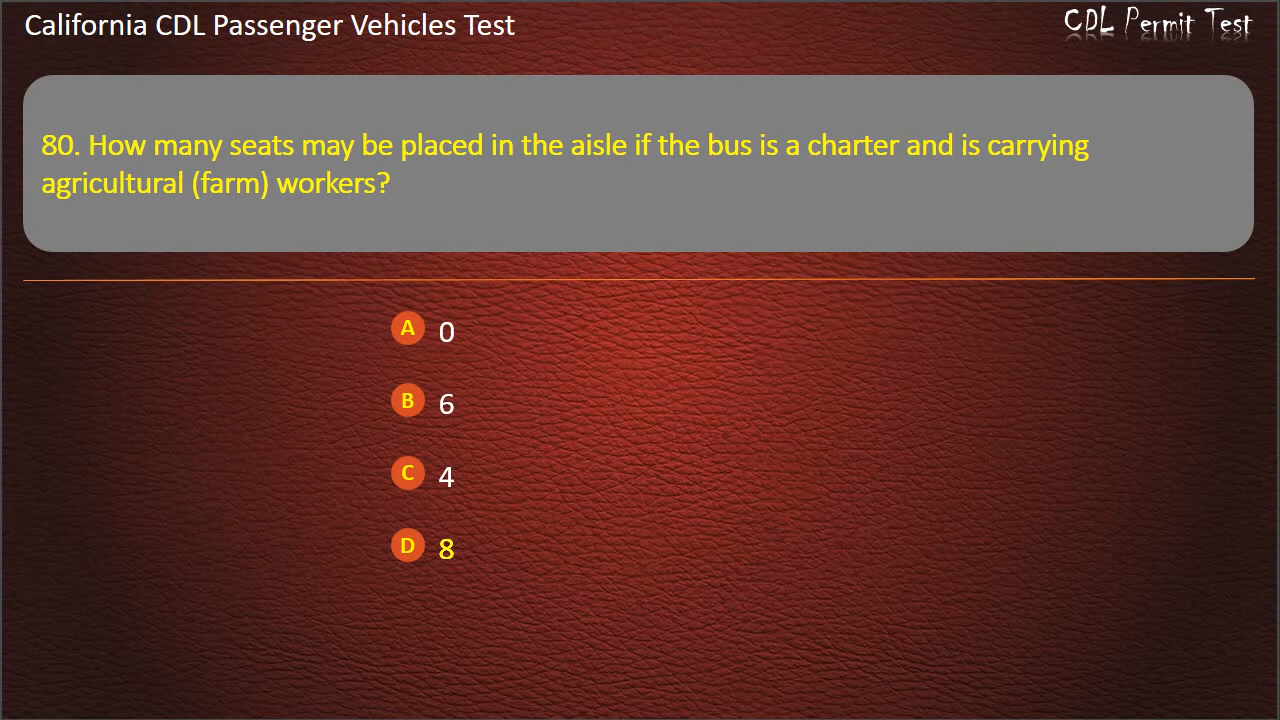 California CDL Passenger Vehicles Test
CDL Permit Test
80. How many seats may be placed in the aisle if the bus is a charter and is carrying
agricultural (farm) workers?
A 0
B 6
C 4
D 8